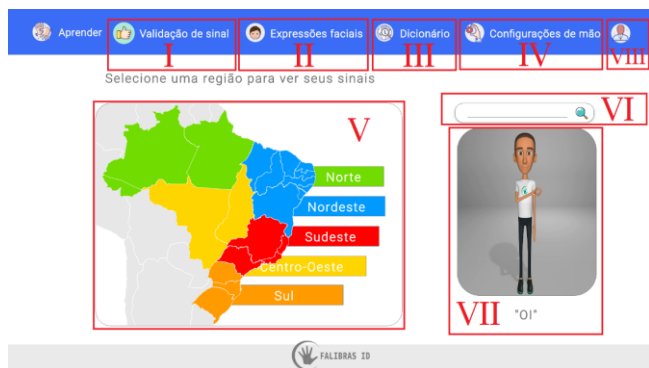 Aprender Validação de sinal Expressões faciais Dicionário Configurações de mão
I II III IV VIII
Selecione uma região para ver seus sinais
V
VI
Norte
Nordeste
Sudeste
Centro-Oeste
Sul
VII
"OI"
FALIBRAS ID